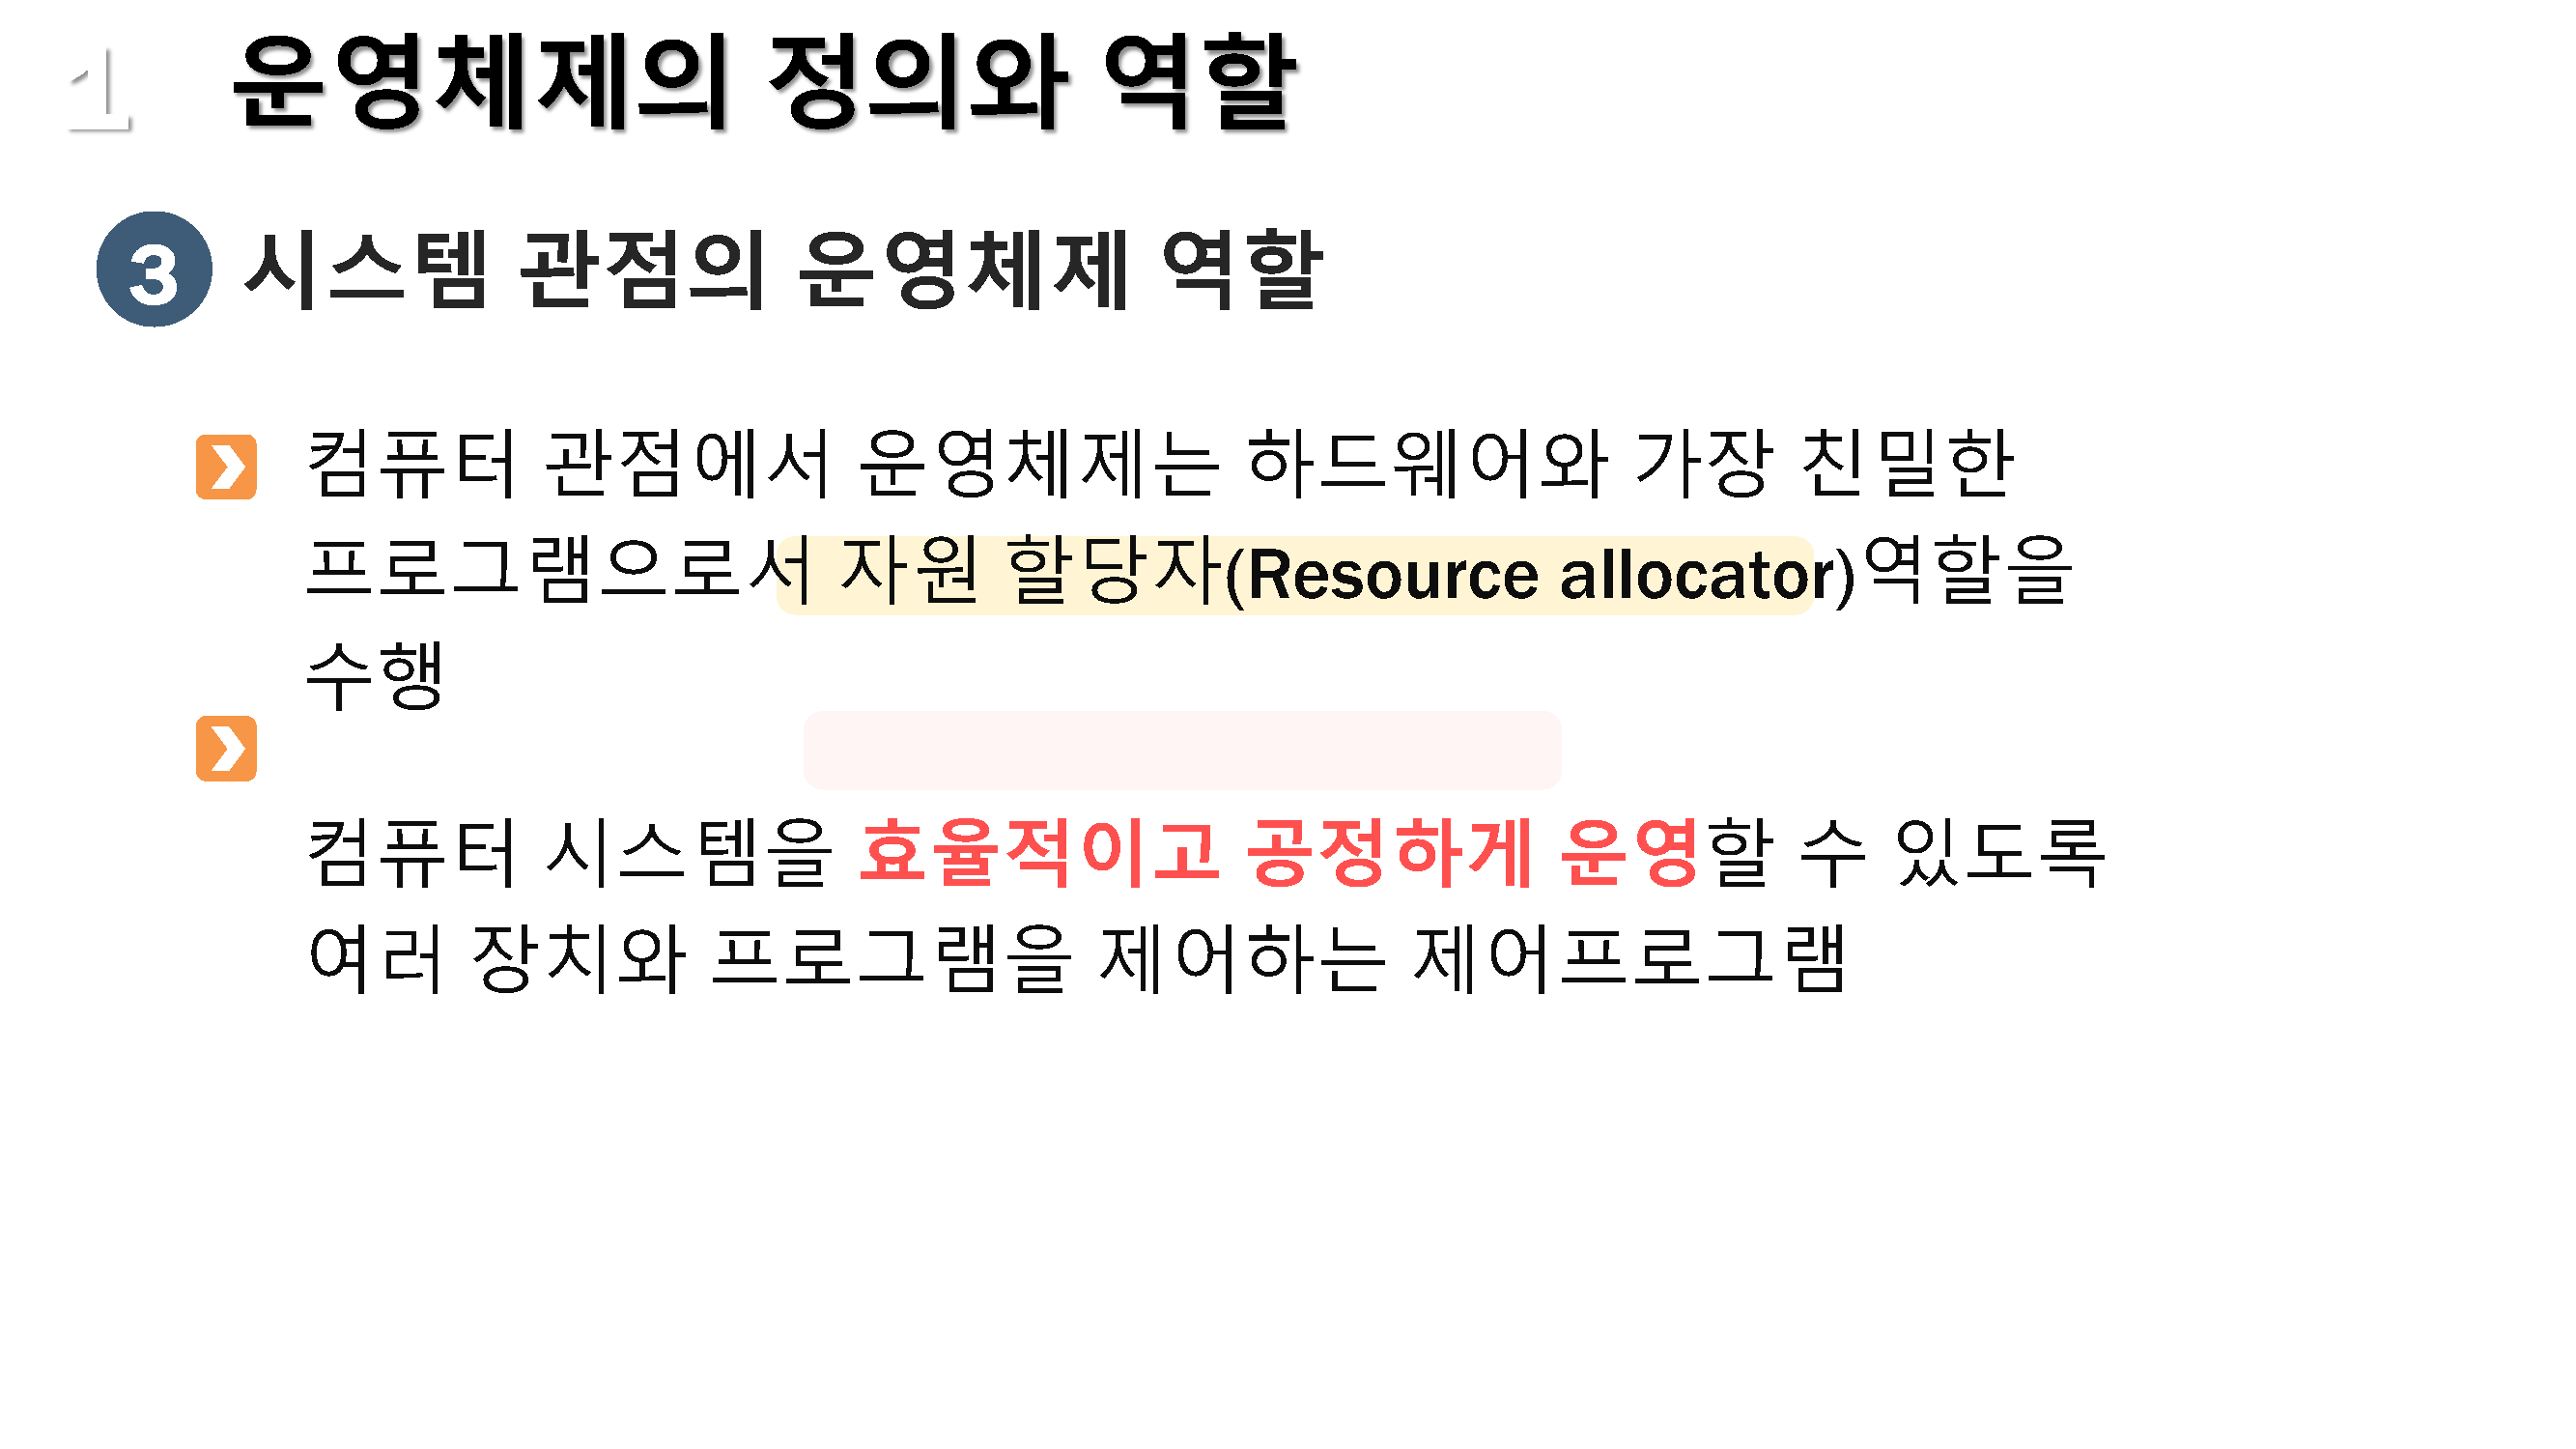 1 운영체제의 정의와 역할
3 시스템 관점의 운영체제 역할
컴퓨터 관점에서 운영체제는 하드웨어와 가장 친밀한
프로그램으로서 자원 할당자(Resource allocator)역할을
수행
컴퓨터 시스템을 효율적이고 공정하게 운영할 수 있도록
여러 장치와 프로그램을 제어하는 제어프로그램